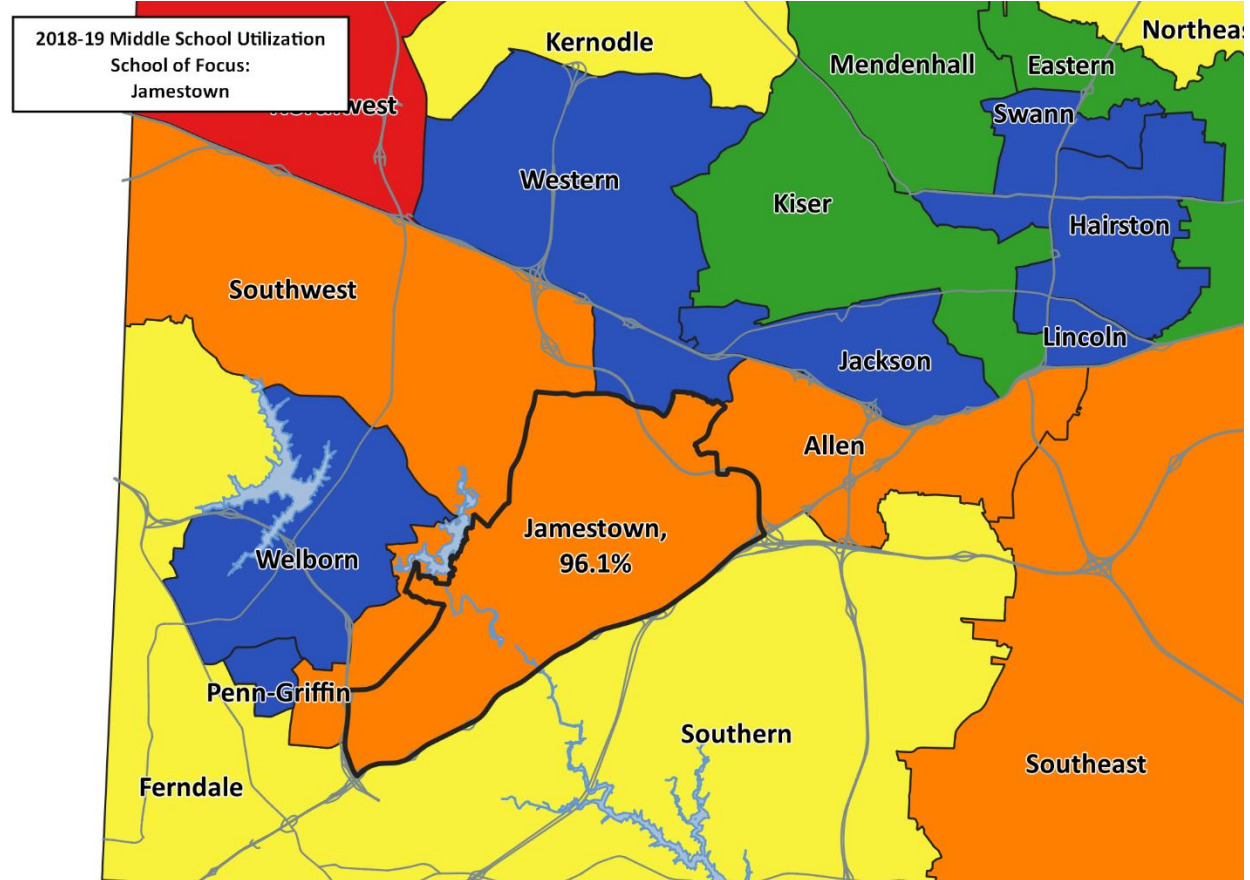 2018-19 Middle School Utilization
School of Focus:
Jamestown
Kernodle
Mendenhall
Eastern
Swann
Western
Kiser
Hairston
Southwest
Lincoln
Jackson
Allen
Jamestown,
96.1%
Welborn
Penn-Griffin
Southern
Ferndale
Southeast